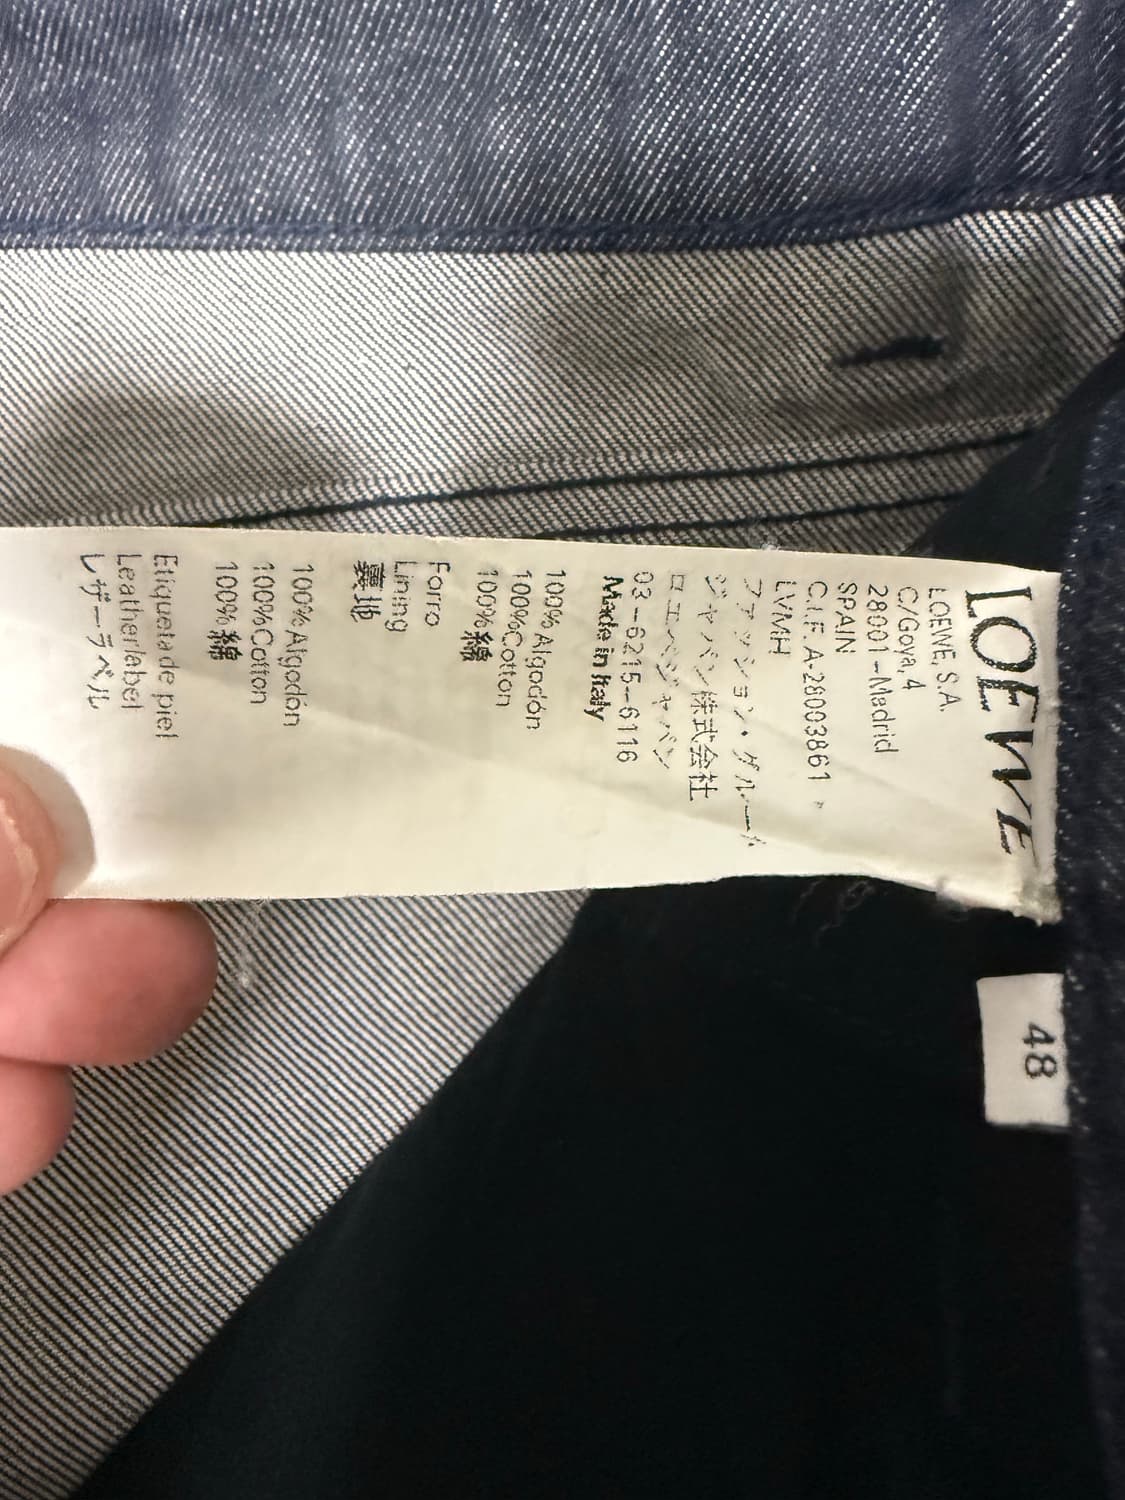 LOEWE
LOEWE, S.A.
C/Goya, 4
28001-Madrid
SPAIN
C.I.F. A-28003861
LVMH
ファッション・グループ
ジャパン株式会社
ロエベジャパン
03-6215-6116
Made in Italy
100% Algodón
100%Cotton
100%綿
Forro
Lining
裏地
100% Algodón
100%Cotton
100%綿
Etiqueta de piel
Leather label
レザーラベル
48